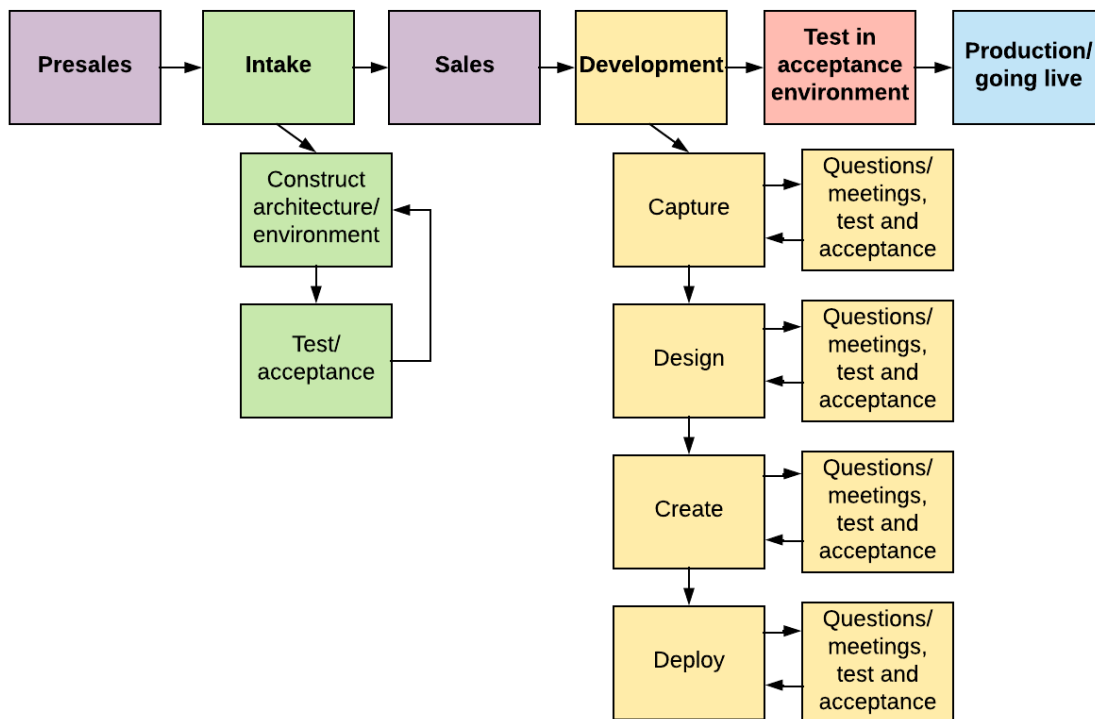 Presales
Intake
Sales
Development
Test in
acceptance
environment
Production/
going live
Construct
architecture/
environment
Test/
acceptance
Capture
Questions/
meetings,
test and
acceptance
Design
Questions/
meetings,
test and
acceptance
Create
Questions/
meetings,
test and
acceptance
Deploy
Questions/
meetings,
test and
acceptance